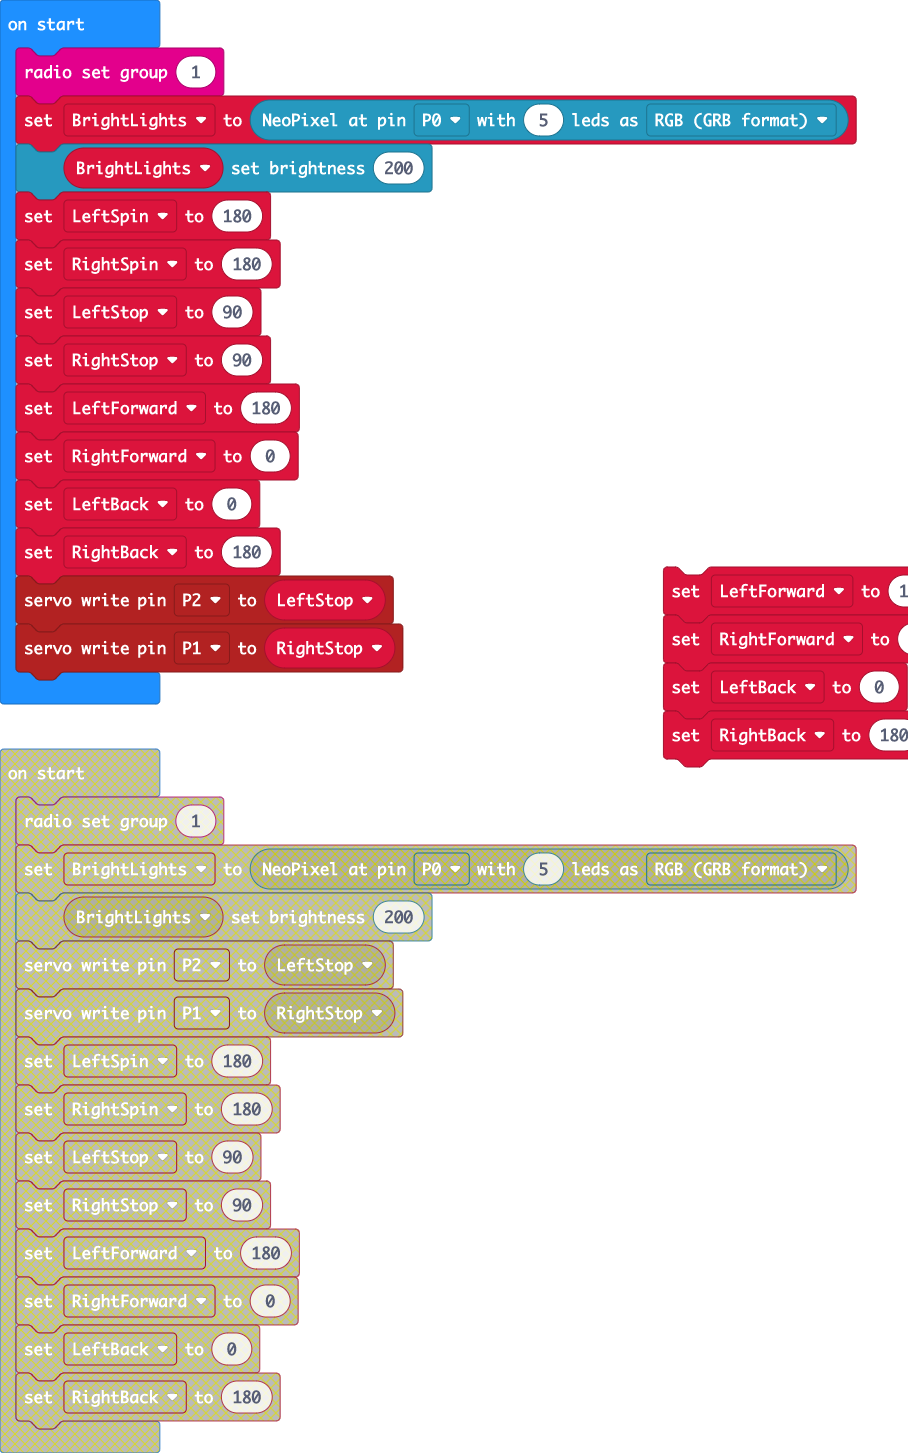 on start
radio set group 1
set BrightLights to NeoPixel at pin P0 with 5 leds as RGB (GRB format)
BrightLights set brightness 200
set LeftSpin to 180
set RightSpin to 180
set LeftStop to 90
set RightStop to 90
set LeftForward to 180
set RightForward to 0
set LeftBack to 0
set RightBack to 180
servo write pin P2 to LeftStop
servo write pin P1 to RightStop
set LeftForward to
set RightForward to
set LeftBack to 0
set RightBack to 180
on start
radio set group 1
set BrightLights to NeoPixel at pin P0 with 5 leds as RGB (GRB format)
BrightLights set brightness 200
servo write pin P2 to LeftStop
servo write pin P1 to RightStop
set LeftSpin to 180
set RightSpin to 180
set LeftStop to 90
set RightStop to 90
set LeftForward to 180
set RightForward to 0
set LeftBack to 0
set RightBack to 180